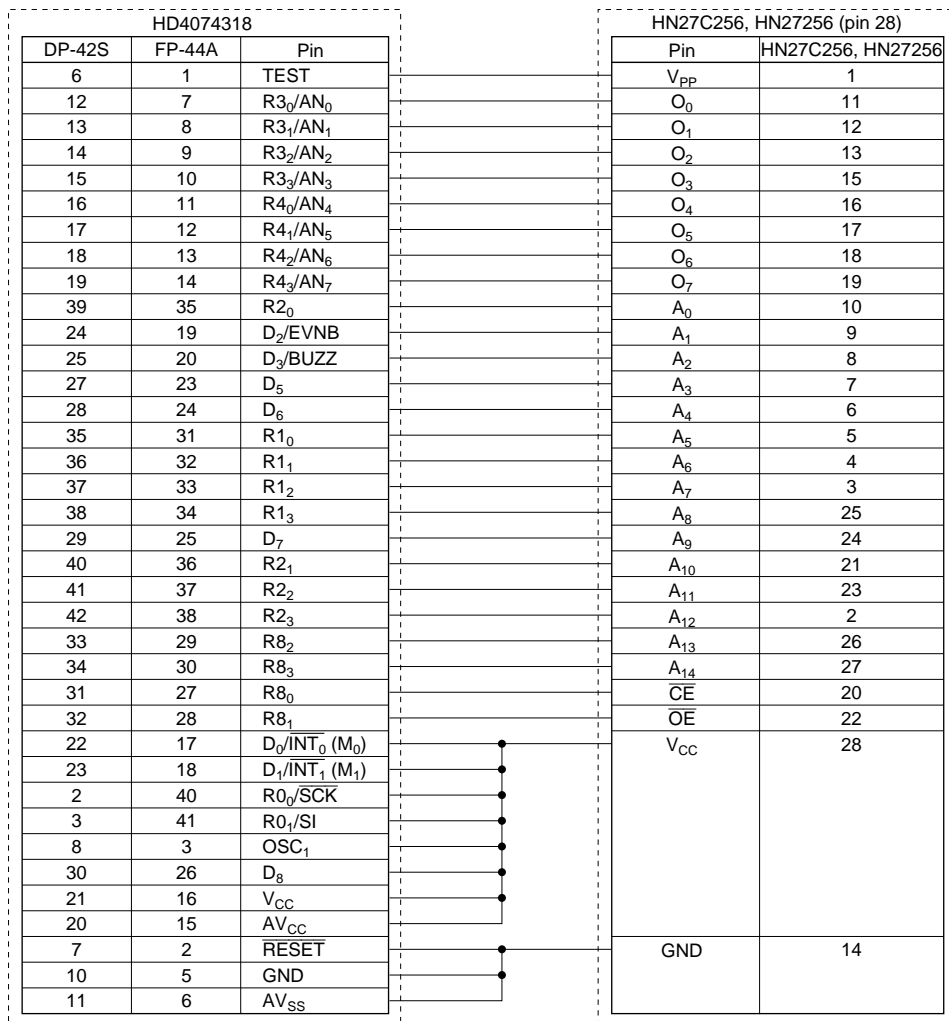 HD4074318 HN27C256, HN27256 (pin 28)
DP-42S FP-44A Pin Pin HN27C256, HN27256
6 1 TEST V_PP 1
12 7 R3₀/AN₀ O₀ 11
13 8 R3₁/AN₁ O₁ 12
14 9 R3₂/AN₂ O₂ 13
15 10 R3₃/AN₃ O₃ 15
16 11 R4₀/AN₄ O₄ 16
17 12 R4₁/AN₅ O₅ 17
18 13 R4₂/AN₆ O₆ 18
19 14 R4₃/AN₇ O₇ 19
39 35 R2₀ A₀ 10
24 19 D₂/EVNB A₁ 9
25 20 D₃/BUZZ A₂ 8
27 23 D₅ A₃ 7
28 24 D₆ A₄ 6
35 31 R1₀ A₅ 5
36 32 R1₁ A₆ 4
37 33 R1₂ A₇ 3
38 34 R1₃ A₈ 25
29 25 D₇ A₉ 24
40 36 R2₁ A₁₀ 21
41 37 R2₂ A₁₁ 23
42 38 R2₃ A₁₂ 2
33 29 R8₂ A₁₃ 26
34 30 R8₃ A₁₄ 27
31 27 R8₀ C̅E̅ 20
32 28 R8₁ O̅E̅ 22
22 17 D₀/I̅N̅T̅₀ (M₀) V_CC 28
23 18 D₁/I̅N̅T̅₁ (M₁)
2 40 R0₀/S̅C̅K̅
3 41 R0₁/SI
8 3 OSC₁
30 26 D₈
21 16 V_CC
20 15 AV_CC
7 2 R̅E̅S̅E̅T̅ GND 14
10 5 GND
11 6 AV_SS